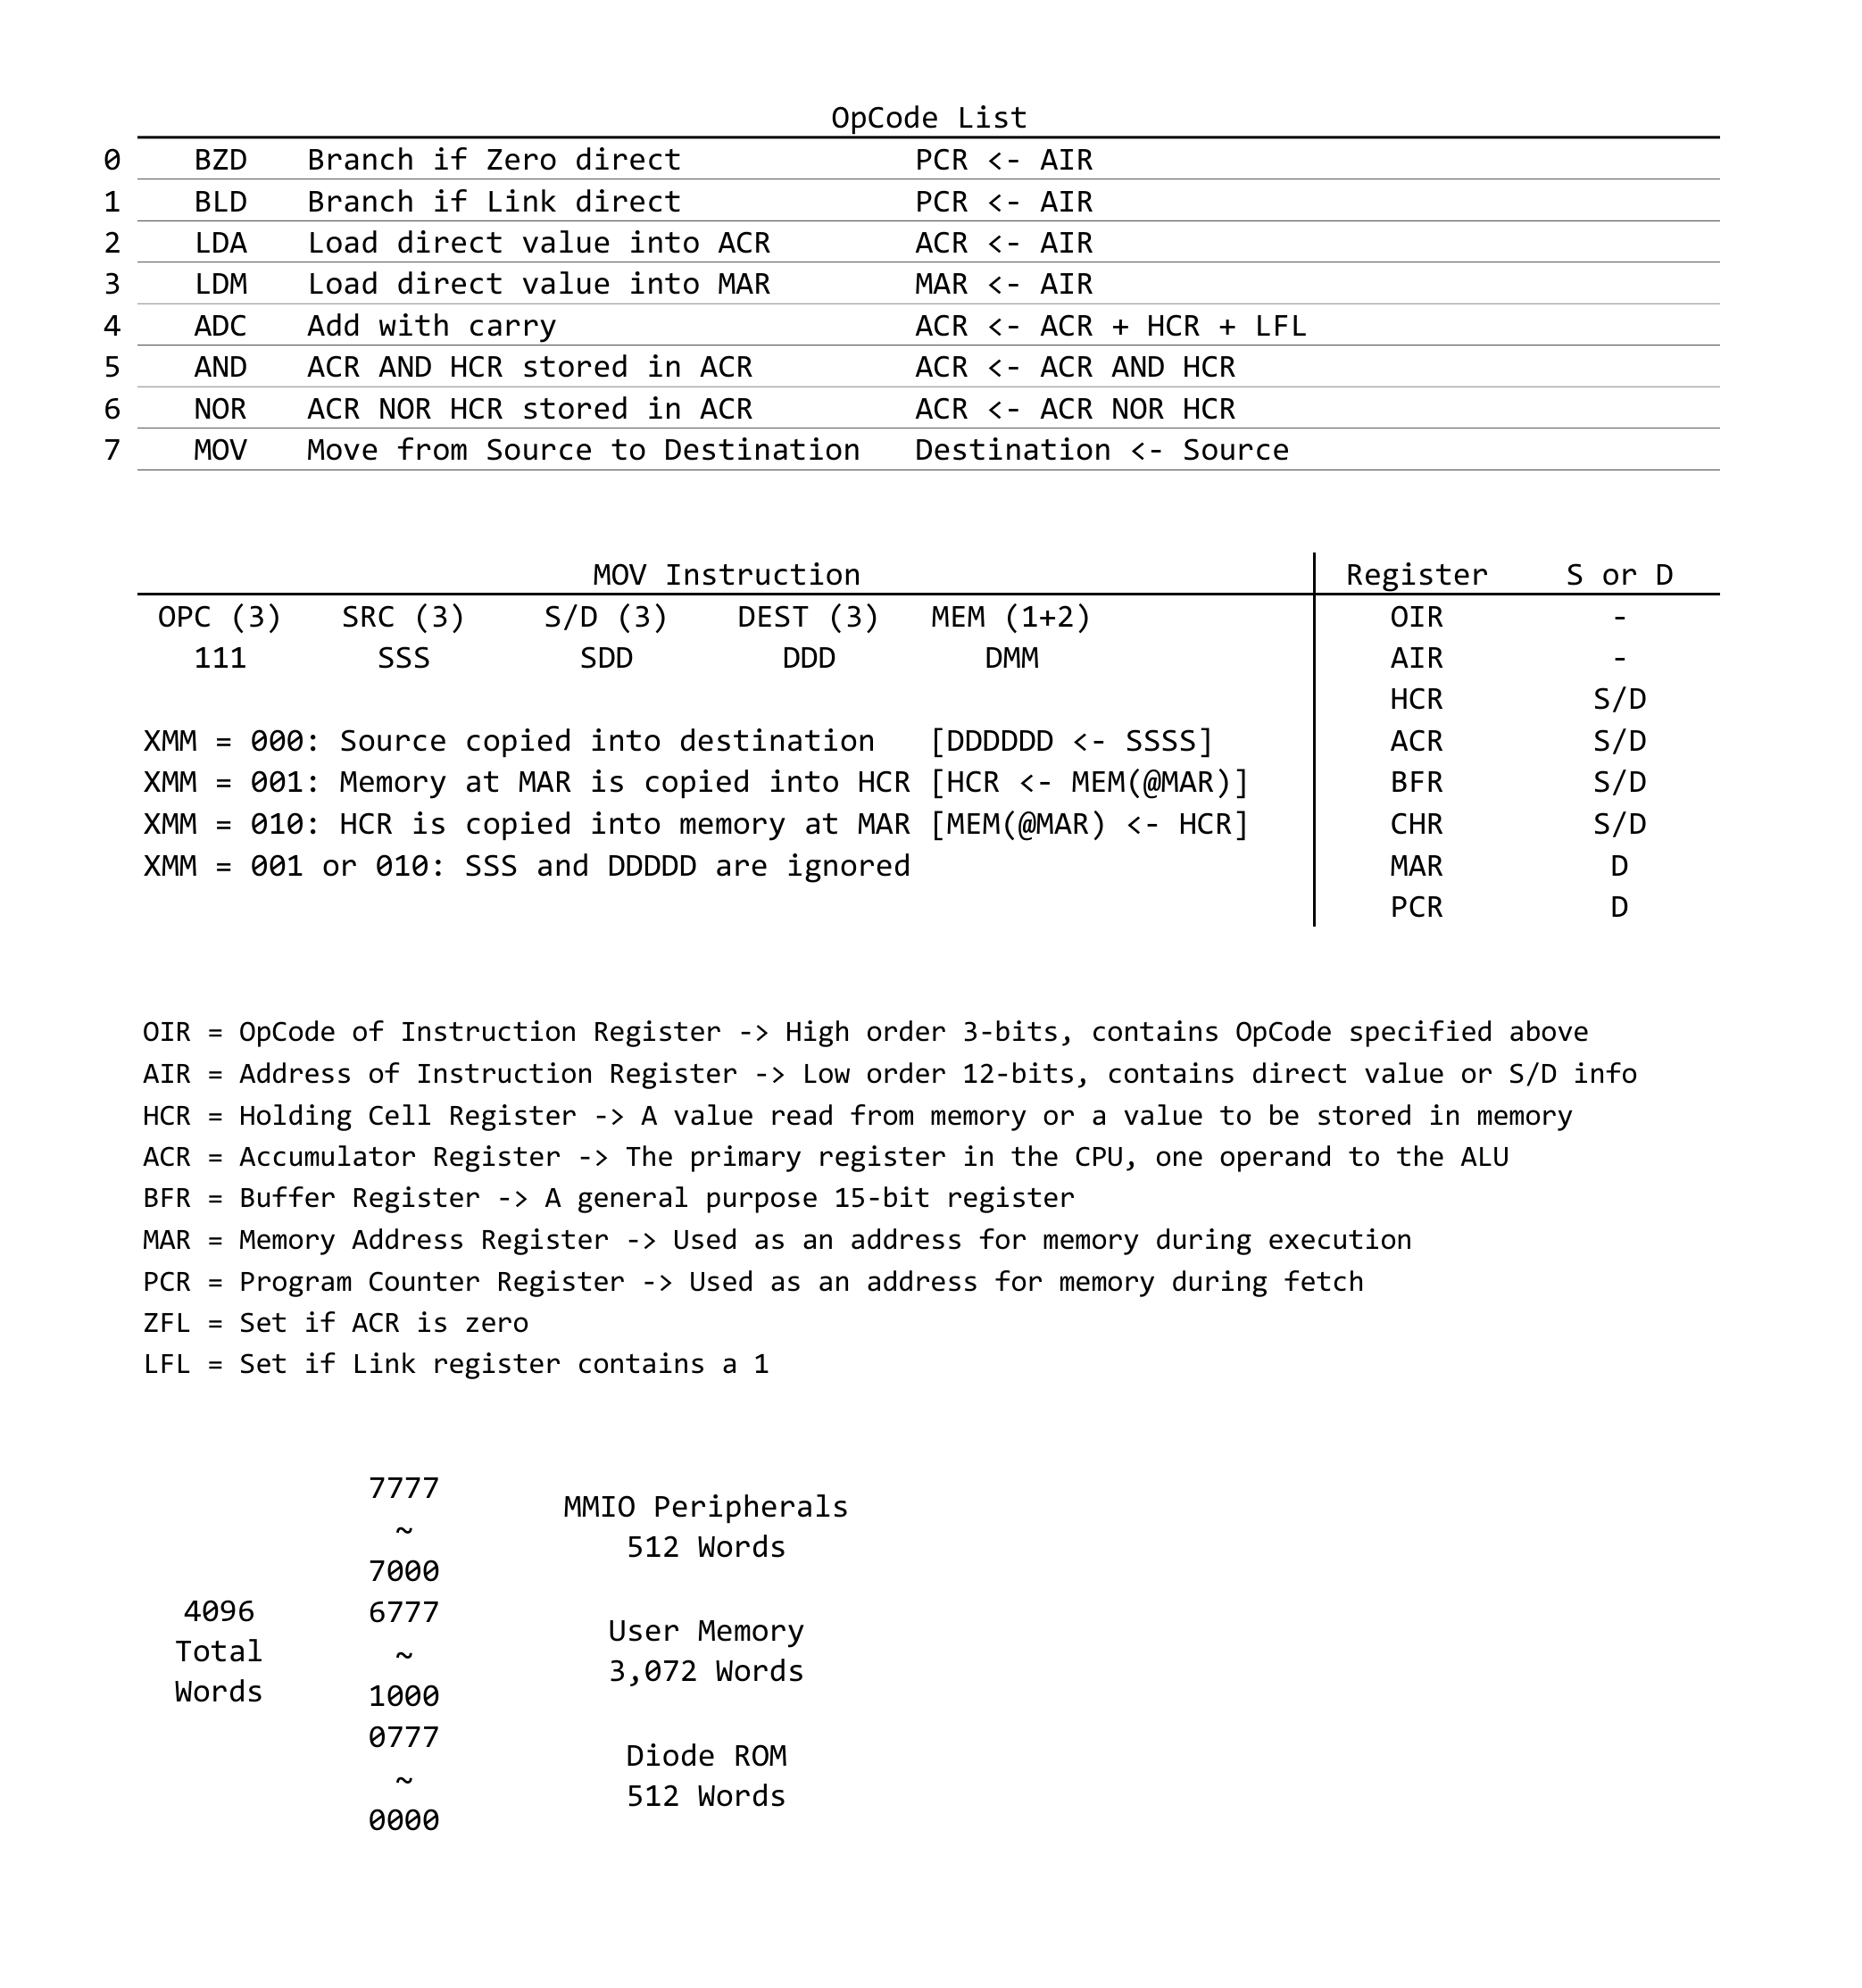 OpCode List
0 BZD Branch if Zero direct PCR <- AIR
1 BLD Branch if Link direct PCR <- AIR
2 LDA Load direct value into ACR ACR <- AIR
3 LDM Load direct value into MAR MAR <- AIR
4 ADC Add with carry ACR <- ACR + HCR + LFL
5 AND ACR AND HCR stored in ACR ACR <- ACR AND HCR
6 NOR ACR NOR HCR stored in ACR ACR <- ACR NOR HCR
7 MOV Move from Source to Destination Destination <- Source
MOV Instruction Register S or D
OPC (3) SRC (3) S/D (3) DEST (3) MEM (1+2) OIR -
111 SSS SDD DDD DMM AIR -
HCR S/D
XMM = 000: Source copied into destination [DDDDDD <- SSSS] ACR S/D
XMM = 001: Memory at MAR is copied into HCR [HCR <- MEM(@MAR)] BFR S/D
XMM = 010: HCR is copied into memory at MAR [MEM(@MAR) <- HCR] CHR S/D
XMM = 001 or 010: SSS and DDDDD are ignored MAR D
PCR D
OIR = OpCode of Instruction Register -> High order 3-bits, contains OpCode specified above
AIR = Address of Instruction Register -> Low order 12-bits, contains direct value or S/D info
HCR = Holding Cell Register -> A value read from memory or a value to be stored in memory
ACR = Accumulator Register -> The primary register in the CPU, one operand to the ALU
BFR = Buffer Register -> A general purpose 15-bit register
MAR = Memory Address Register -> Used as an address for memory during execution
PCR = Program Counter Register -> Used as an address for memory during fetch
ZFL = Set if ACR is zero
LFL = Set if Link register contains a 1
7777
MMIO Peripherals
~
512 Words
7000
4096 6777
User Memory
Total ~
3,072 Words
Words 1000
0777
Diode ROM
~
512 Words
0000